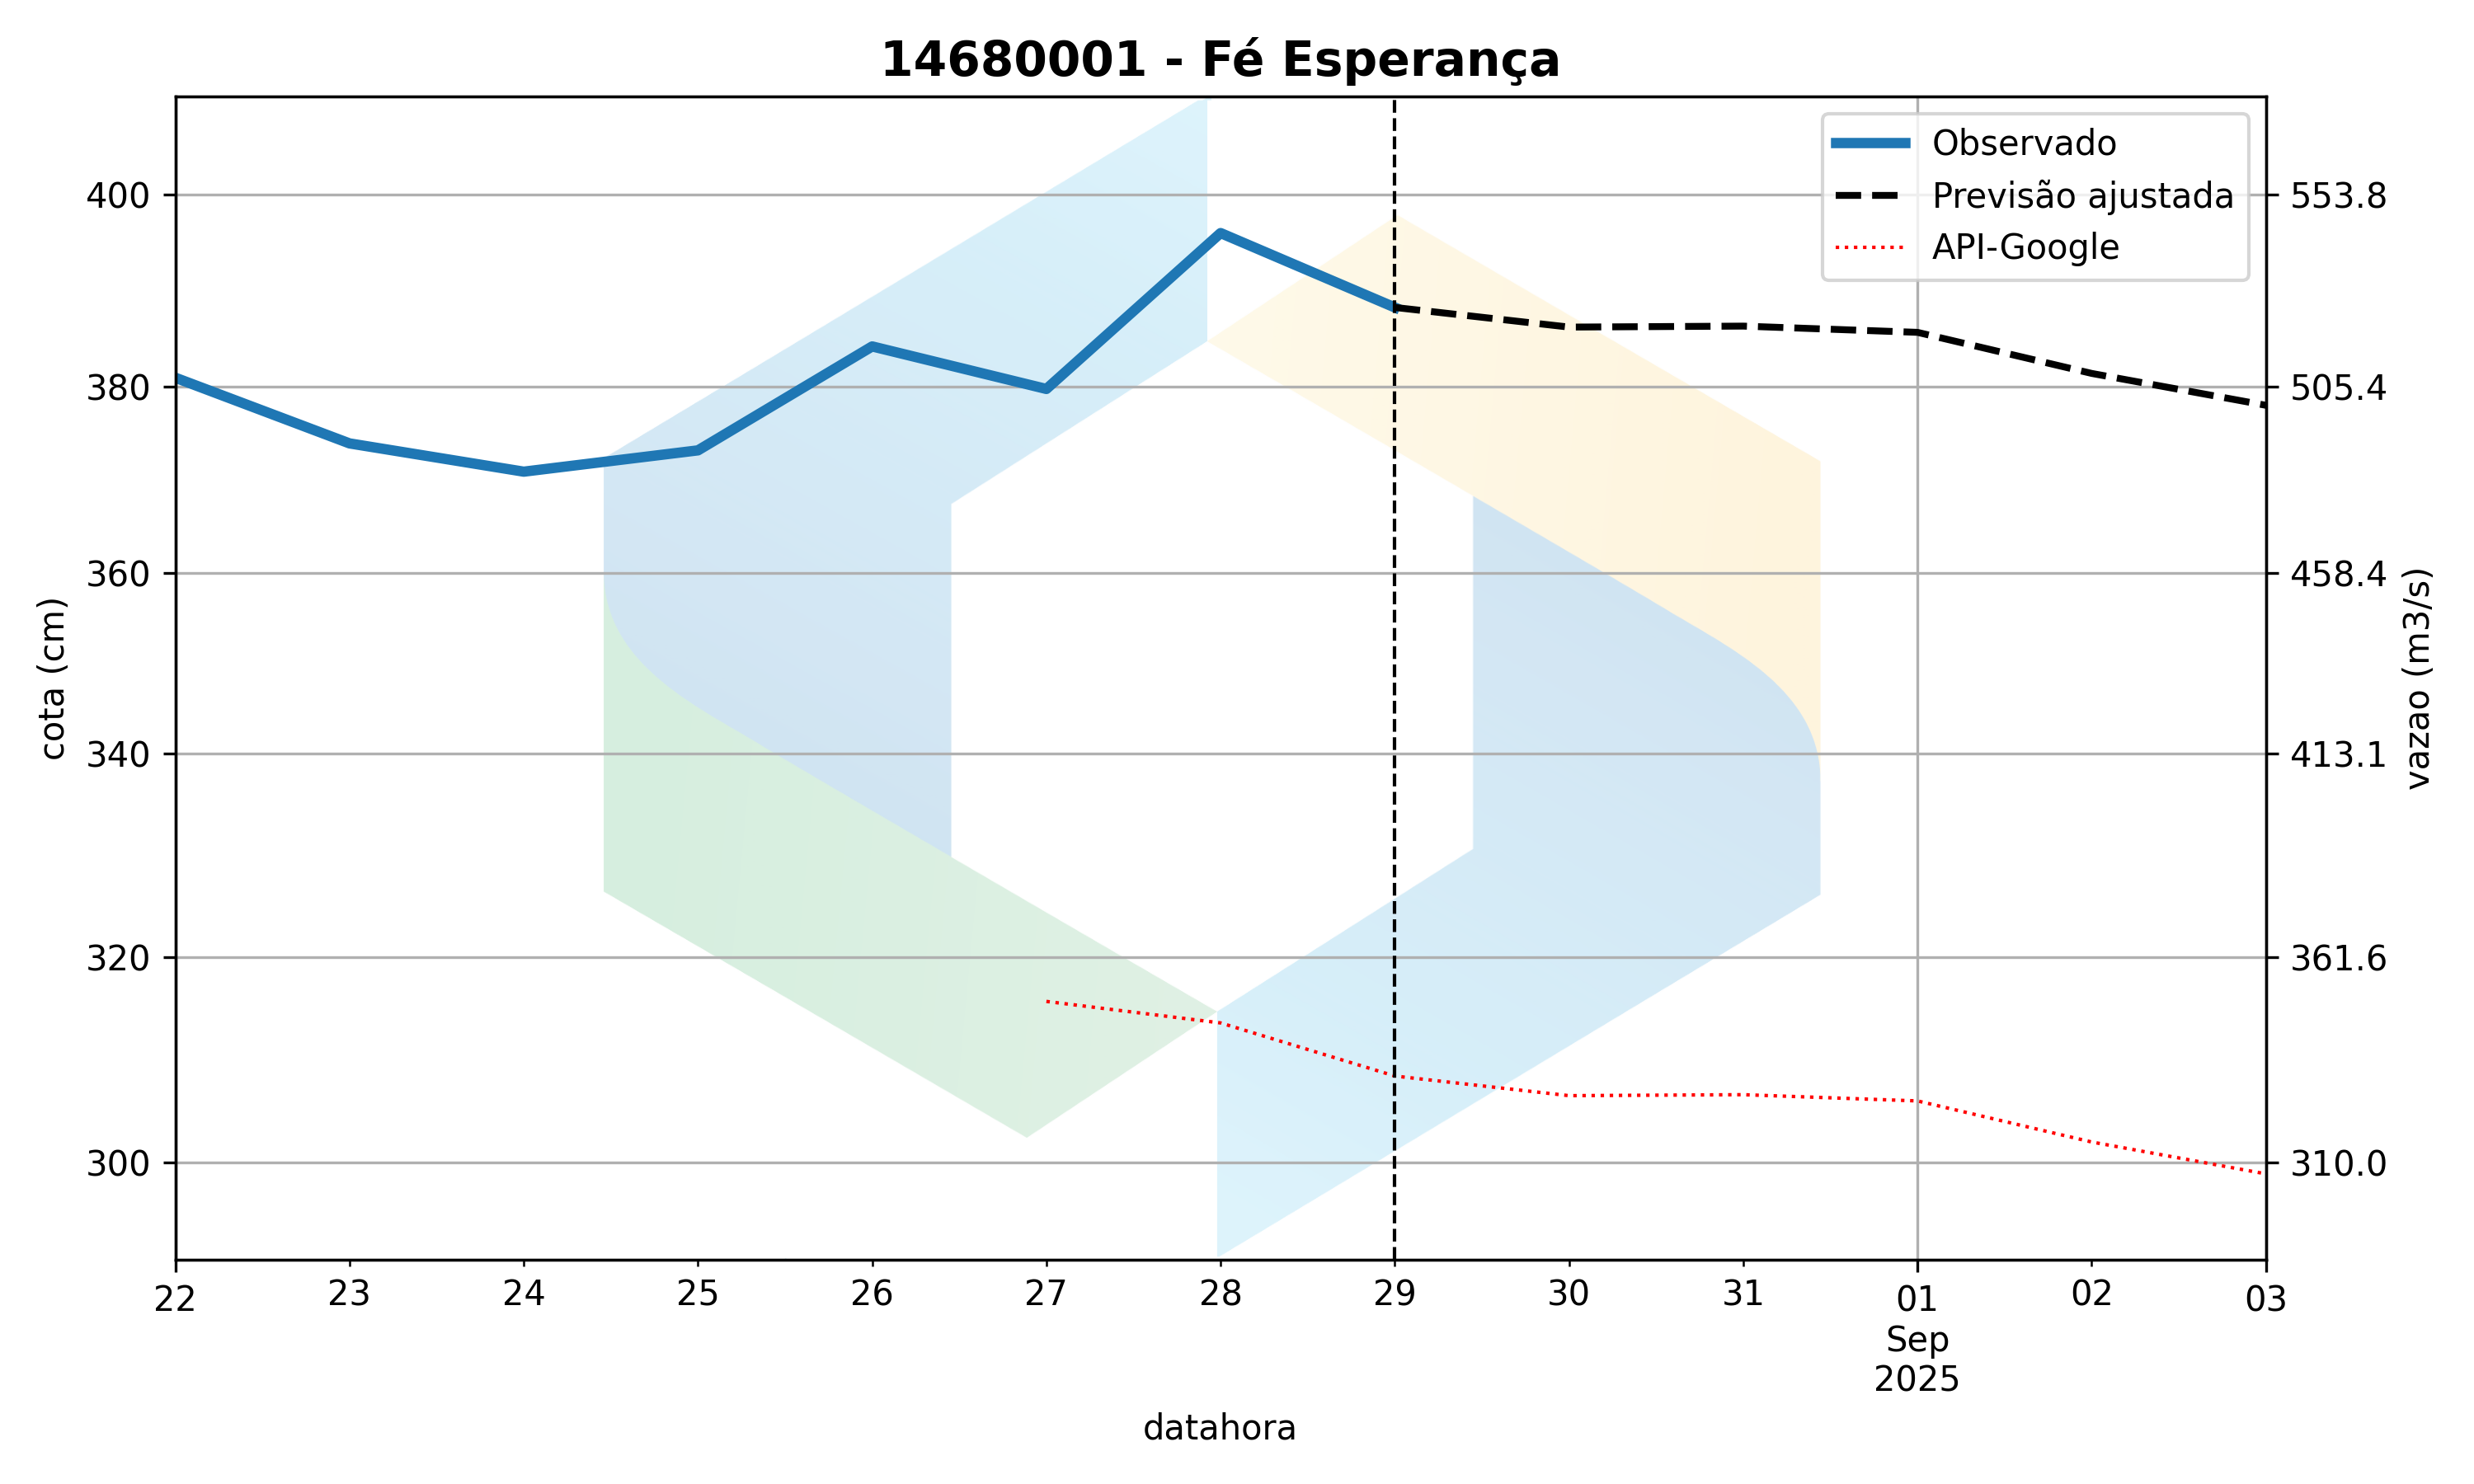 14680001 - Fé Esperança
Observado
Previsão ajustada
API-Google
400
380
360
340
320
300
cota (cm)
553.8
505.4
458.4
413.1
361.6
310.0
vazao (m3/s)
22 23 24 25 26 27 28 29 30 31 01 02 03
Sep
2025
datahora